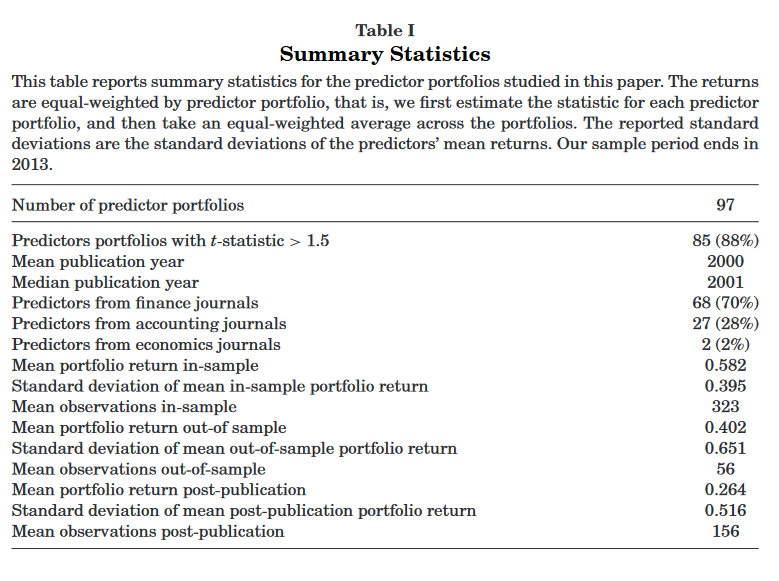 Table I
Summary Statistics
This table reports summary statistics for the predictor portfolios studied in this paper. The returns
are equal-weighted by predictor portfolio, that is, we first estimate the statistic for each predictor
portfolio, and then take an equal-weighted average across the portfolios. The reported standard
deviations are the standard deviations of the predictors' mean returns. Our sample period ends in
2013.
Number of predictor portfolios 97
Predictors portfolios with t-statistic > 1.5 85 (88%)
Mean publication year 2000
Median publication year 2001
Predictors from finance journals 68 (70%)
Predictors from accounting journals 27 (28%)
Predictors from economics journals 2 (2%)
Mean portfolio return in-sample 0.582
Standard deviation of mean in-sample portfolio return 0.395
Mean observations in-sample 323
Mean portfolio return out-of sample 0.402
Standard deviation of mean out-of-sample portfolio return 0.651
Mean observations out-of-sample 56
Mean portfolio return post-publication 0.264
Standard deviation of mean post-publication portfolio return 0.516
Mean observations post-publication 156